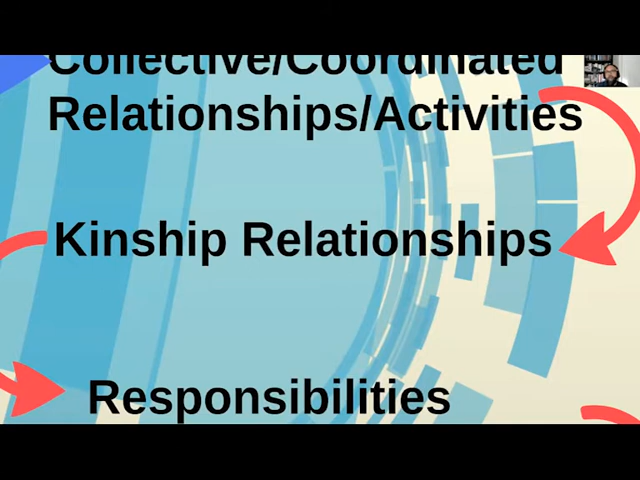 Collective/Coordinated
Relationships/Activities
Kinship Relationships
Responsibilities